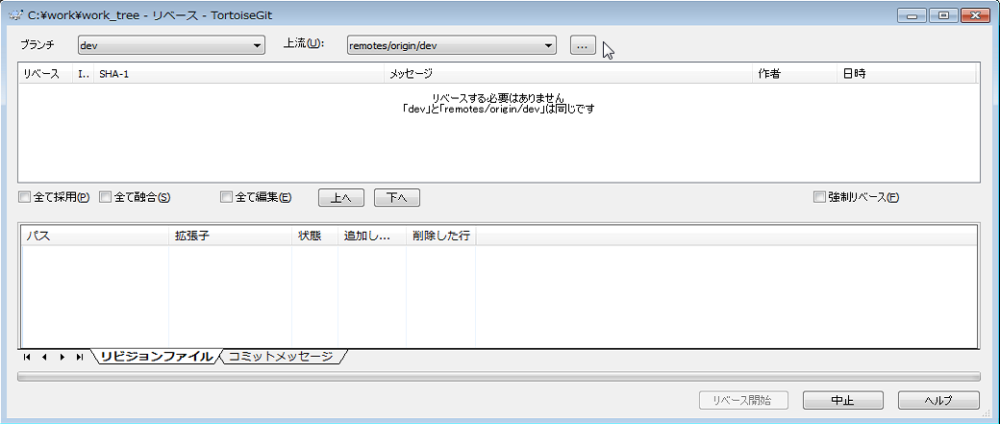 C:¥work¥work_tree - リベース - TortoiseGit
ブランチ dev 上流(U): remotes/origin/dev ...
リベース I.. SHA-1 メッセージ 作者 日時
リベースする必要はありません
「dev」と「remotes/origin/dev」は同じです
全て採用(P) 全て融合(S) 全て編集(E) 上へ 下へ 強制リベース(F)
パス 拡張子 状態 追加し... 削除した行
リビジョンファイル コミットメッセージ
リベース開始 中止 ヘルプ